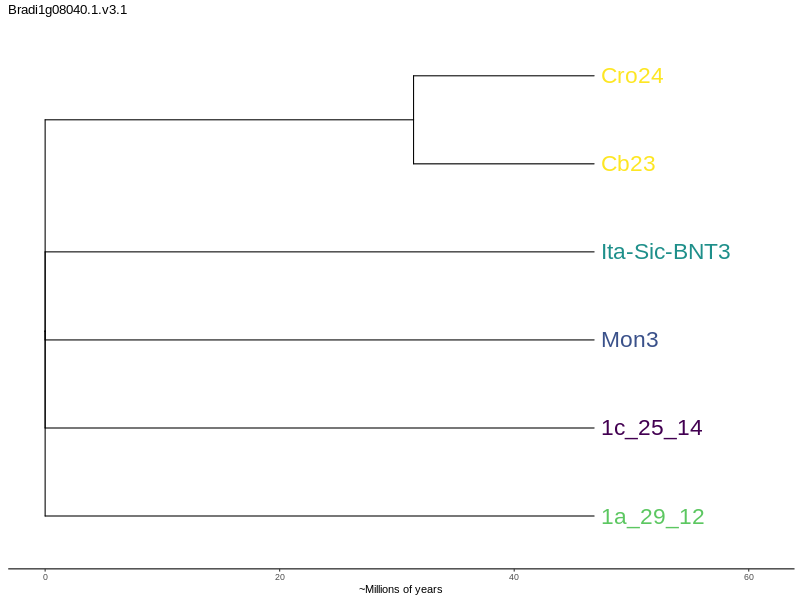 Bradi1g08040.1.v3.1
Cro24
Cb23
Ita-Sic-BNT3
Mon3
1c_25_14
1a_29_12
0 20 40 60
~Millions of years